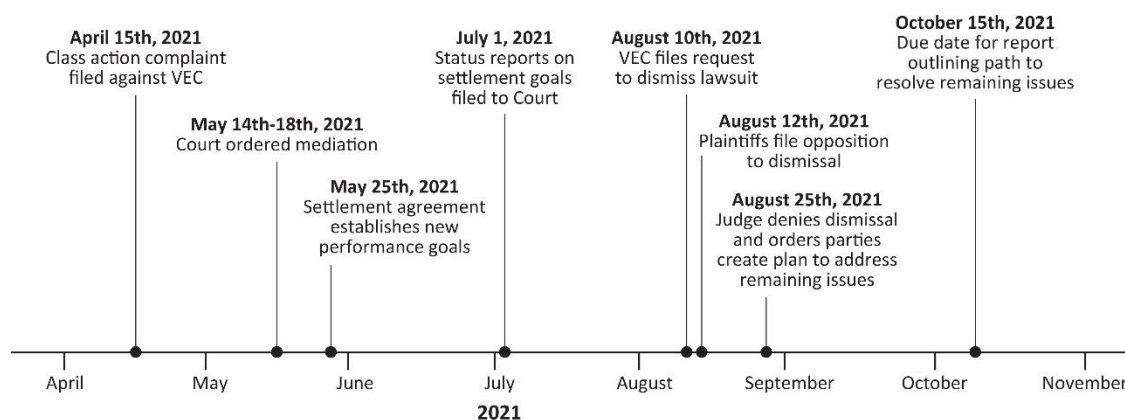 April 15th, 2021
Class action complaint
filed against VEC
May 14th-18th, 2021
Court ordered mediation
May 25th, 2021
Settlement agreement
establishes new
performance goals
July 1, 2021
Status reports on
settlement goals
filed to Court
August 10th, 2021
VEC files request
to dismiss lawsuit
August 12th, 2021
Plaintiffs file opposition
to dismissal
August 25th, 2021
Judge denies dismissal
and orders parties
create plan to address
remaining issues
October 15th, 2021
Due date for report
outlining path to
resolve remaining issues
April May June July August September October November
2021